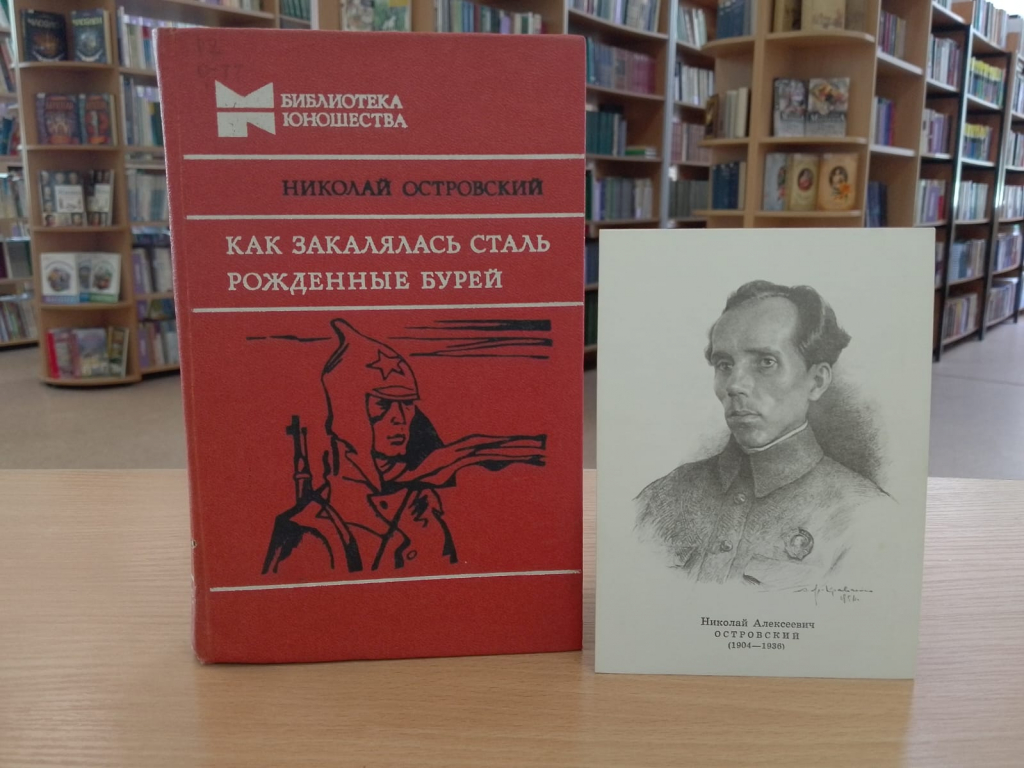 БИБЛИОТЕКА
ЮНОШЕСТВА
НИКОЛАЙ ОСТРОВСКИЙ
КАК ЗАКАЛЯЛАСЬ СТАЛЬ
РОЖДЕННЫЕ БУРЕЙ
Николай Алексеевич
ОСТРОВСКИЙ
(1904—1936)